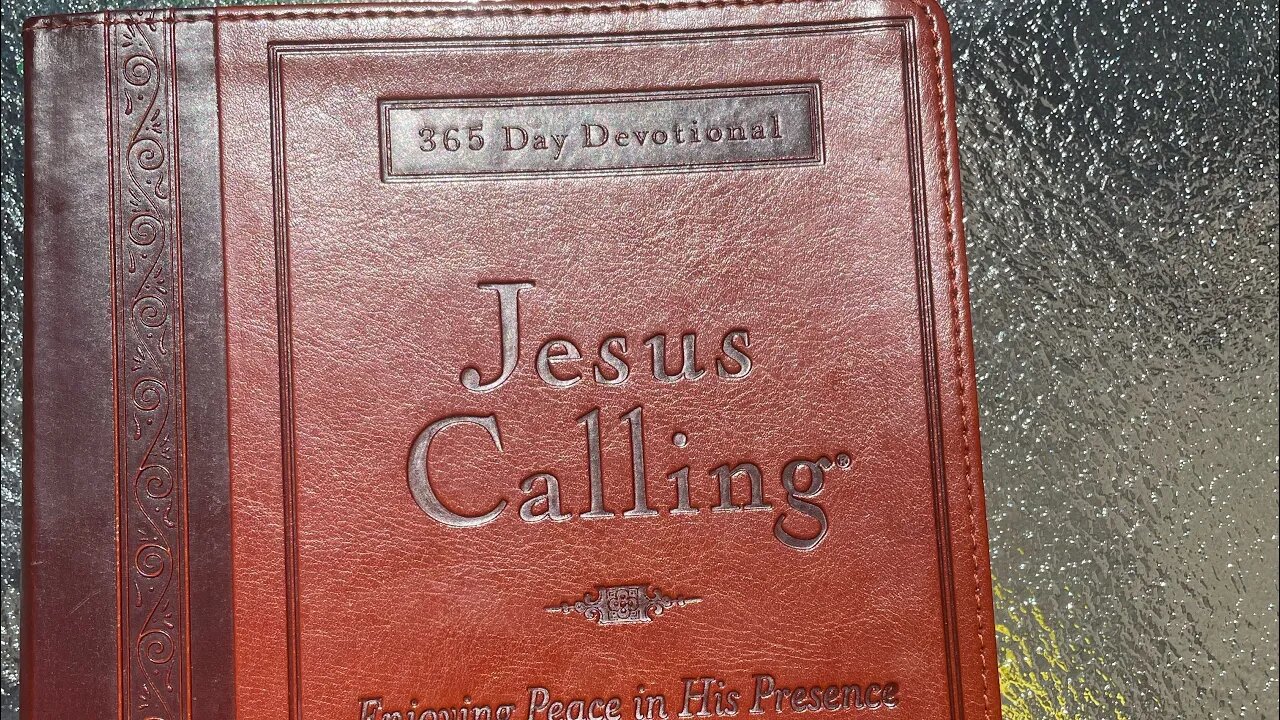 365 Day Devotional
Jesus
Calling®
Enjoying Peace in His Presence